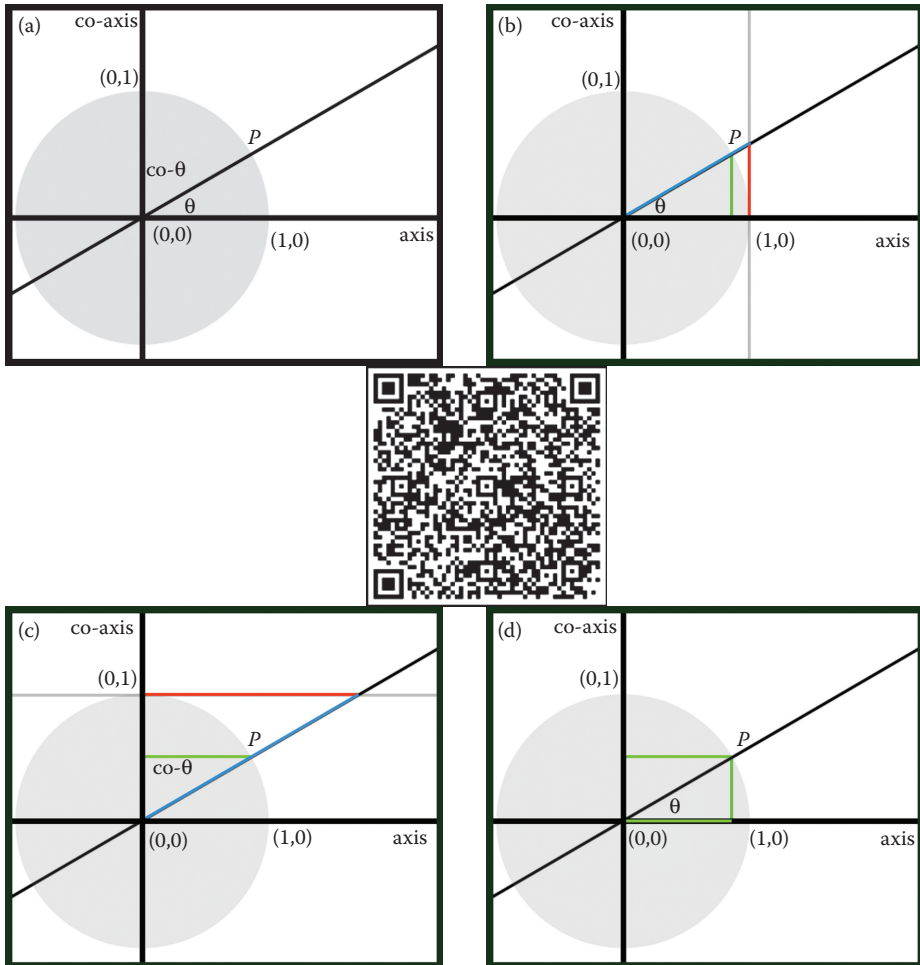 (a)
co-axis
(0,1)
P
co-θ
θ
(0,0)
(1,0)
axis
(b)
co-axis
(0,1)
P
θ
(0,0)
(1,0)
axis
(c)
co-axis
(0,1)
P
co-θ
(0,0)
(1,0)
axis
(d)
co-axis
(0,1)
P
θ
(0,0)
(1,0)
axis